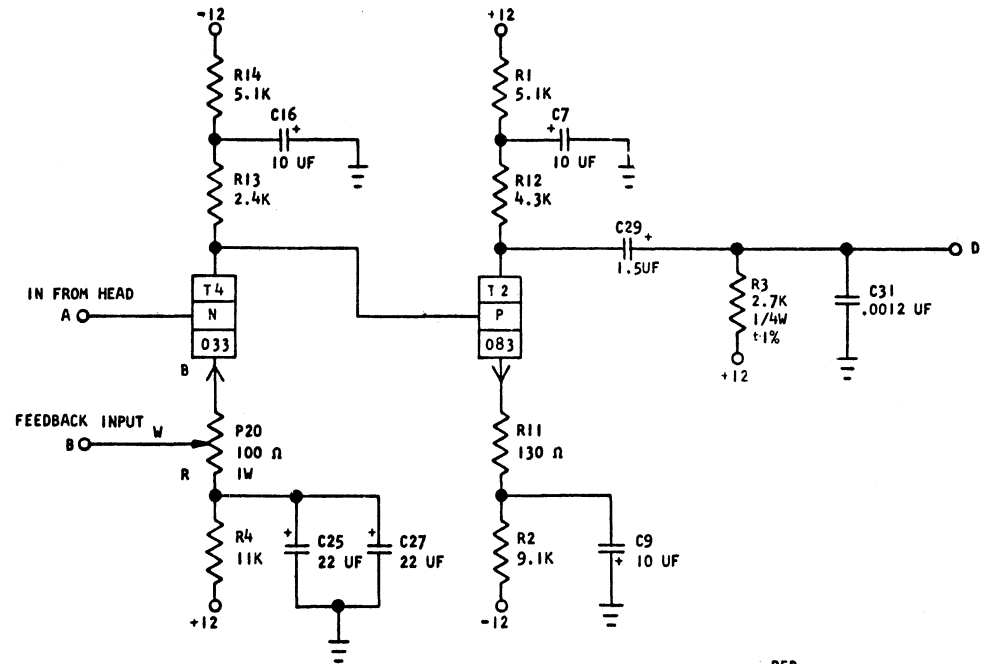 -12
+12
R14
5.1K
R1
5.1K
C16
+
10 UF
C7
+
10 UF
R13
2.4K
R12
4.3K
C29
+
1.5UF
D
T4
N
033
T2
P
083
IN FROM HEAD
A
R3
2.7K
1/4W
1%
+12
C31
.0012 UF
B
FEEDBACK INPUT
B
W
P20
100 Ω
1W
R
R11
130 Ω
R4
11K
+
C25
22 UF
+
C27
22 UF
R2
9.1K
C9
+ 10 UF
+12
-12